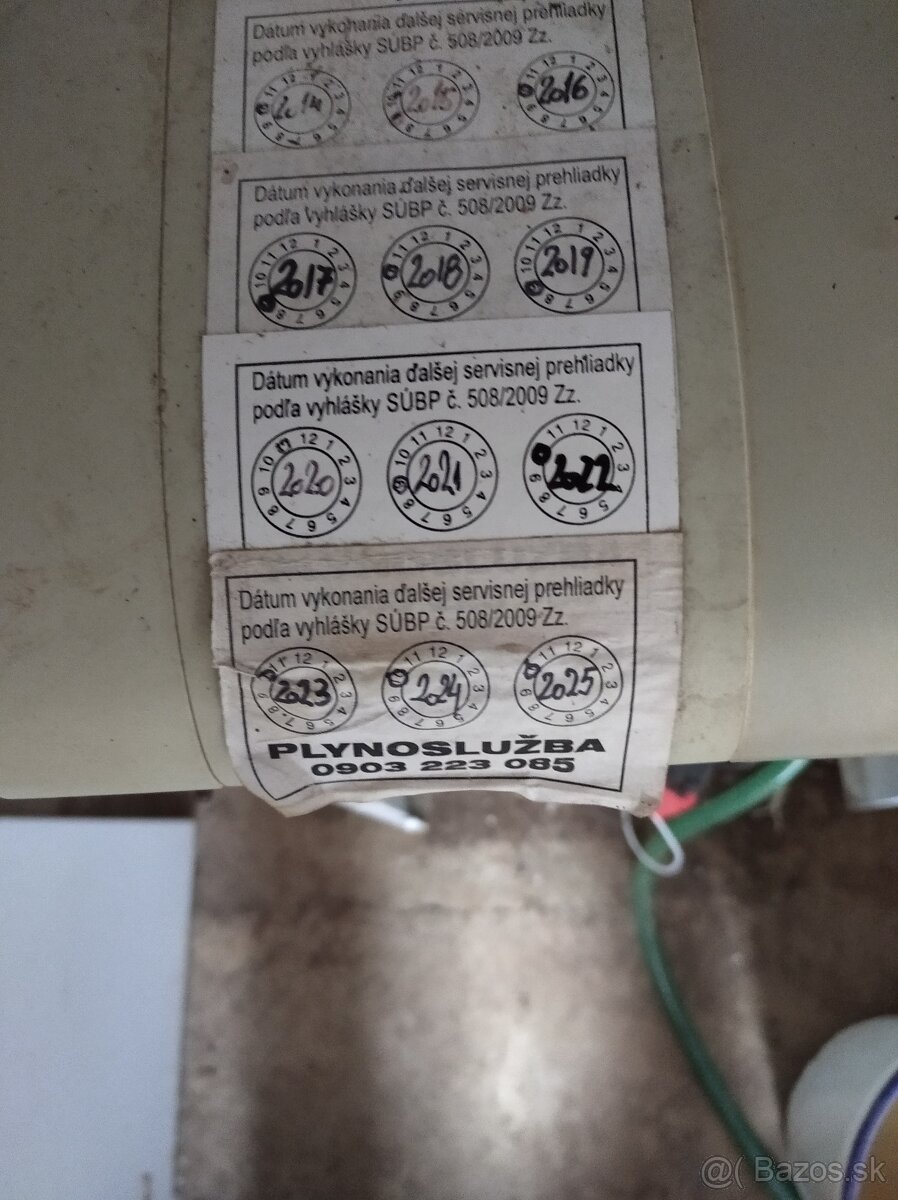 Dátum vykonania ďalšej servisnej prehliadky
podľa vyhlášky SÚBP č. 508/2009 Zz.
2014 2015 2016
Dátum vykonania ďalšej servisnej prehliadky
podľa Vyhlášky SÚBP č. 508/2009 Zz.
2017 2018 2019
Dátum vykonania ďalšej servisnej prehliadky
podľa vyhlášky SÚBP č. 508/2009 Zz.
2020 2021 2022
Dátum vykonania ďalšej servisnej prehliadky
podľa vyhlášky SÚBP č. 508/2009 Zz.
2023 2024 2025
PLYNOSLUŽBA
0903 223 085
@( Bazos.sk